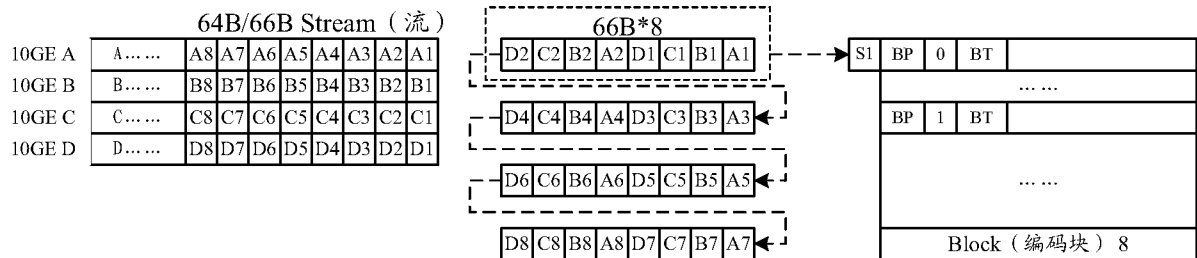 64B/66B Stream（流）
10GE A A…… A8 A7 A6 A5 A4 A3 A2 A1
10GE B B…… B8 B7 B6 B5 B4 B3 B2 B1
10GE C C…… C8 C7 C6 C5 C4 C3 C2 C1
10GE D D…… D8 D7 D6 D5 D4 D3 D2 D1
66B*8
D2 C2 B2 A2 D1 C1 B1 A1
D4 C4 B4 A4 D3 C3 B3 A3
D6 C6 B6 A6 D5 C5 B5 A5
D8 C8 B8 A8 D7 C7 B7 A7
S1 BP 0 BT
……
BP 1 BT
……
Block（编码块）8